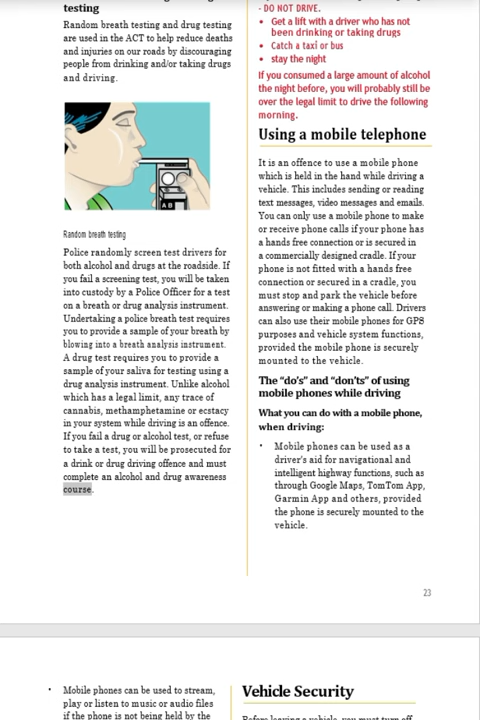 testing
Random breath testing and drug testing
are used in the ACT to help reduce deaths
and injuries on our roads by discouraging
people from drinking and/or taking drugs
and driving.
AB
Random breath testing
Police randomly screen test drivers for
both alcohol and drugs at the roadside. If
you fail a screening test, you will be taken
into custody by a Police Officer for a test
on a breath or drug analysis instrument.
Undertaking a police breath test requires
you to provide a sample of your breath by
blowing into a breath analysis instrument.
A drug test requires you to provide a
sample of your saliva for testing using a
drug analysis instrument. Unlike alcohol
which has a legal limit, any trace of
cannabis, methamphetine or ecstacy
in your system while driving is an offence.
If you fail a drug or alcohol test, or refuse
to take a test, you will be prosecuted for
a drink or drug driving offence and must
complete an alcohol and drug awareness
course.
- DO NOT DRIVE.
• Get a lift with a driver who has not
been drinking or taking drugs
• Catch a taxi or bus
• stay the night
If you consumed a large amount of alcohol
the night before, you will probably still be
over the legal limit to drive the following
morning.
Using a mobile telephone
It is an offence to use a mobile phone
which is held in the hand while driving a
vehicle. This includes sending or reading
text messages, video messages and emails.
You can only use a mobile phone to make
or receive phone calls if your phone has
a hands free connection or is secured in
a commercially designed cradle. If your
phone is not fitted with a hands free
connection or secured in a cradle, you
must stop and park the vehicle before
answering or making a phone call. Drivers
can also use their mobile phones for GPS
purposes and vehicle system functions,
provided the mobile phone is securely
mounted to the vehicle.
The "do's" and "don'ts" of using
mobile phones while driving
What you can do with a mobile phone,
when driving:
• Mobile phones can be used as a
driver's aid for navigational and
intelligent highway functions, such as
through Google Maps, TomTom App,
Garmin App and others, provided
the phone is securely mounted to the
vehicle.
23
• Mobile phones can be used to stream,
play or listen to music or audio files
if the phone is not being held by the
Vehicle Security